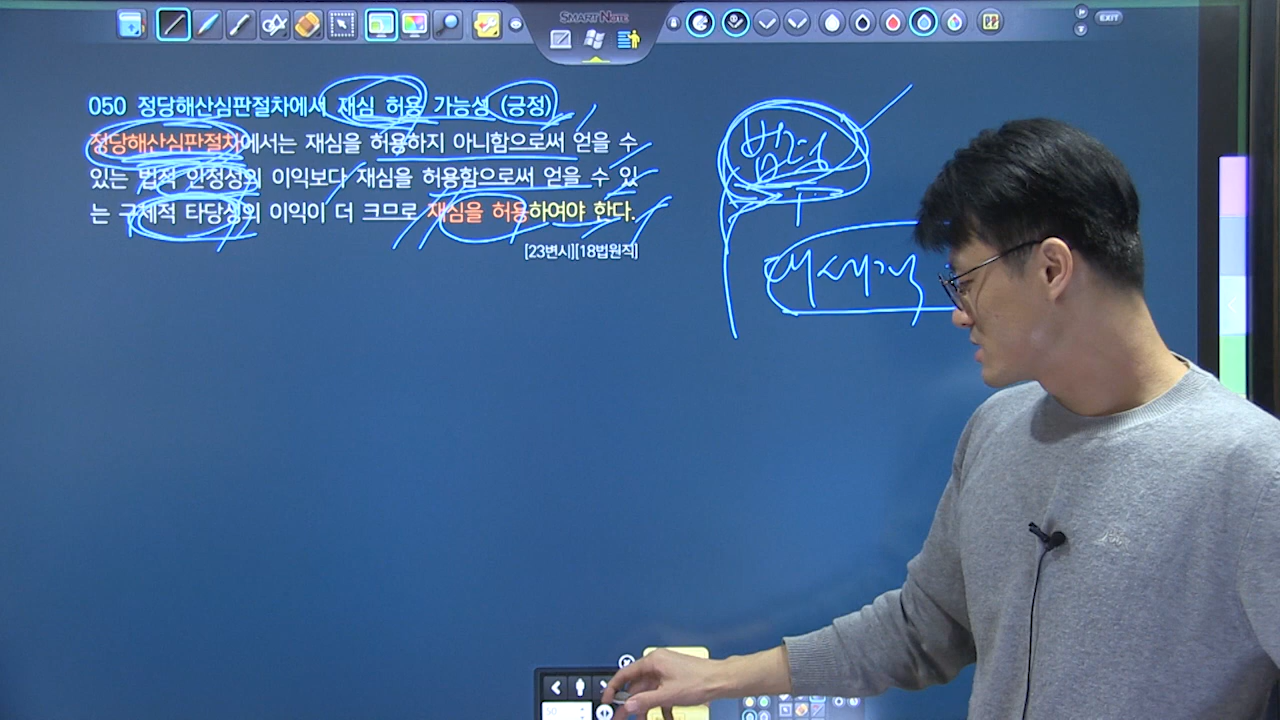 SMARTNOTE
EXIT
050 정당해산심판절차에서 재심 허용 가능성 (긍정)
정당해산심판절차에서는 재심을 허용하지 아니함으로써 얻을 수
있는 법적 안정성의 이익보다 재심을 허용함으로써 얻을 수 있
는 구체적 타당성의 이익이 더 크므로 재심을 허용하여야 한다.
[23변시][18법원직]
50